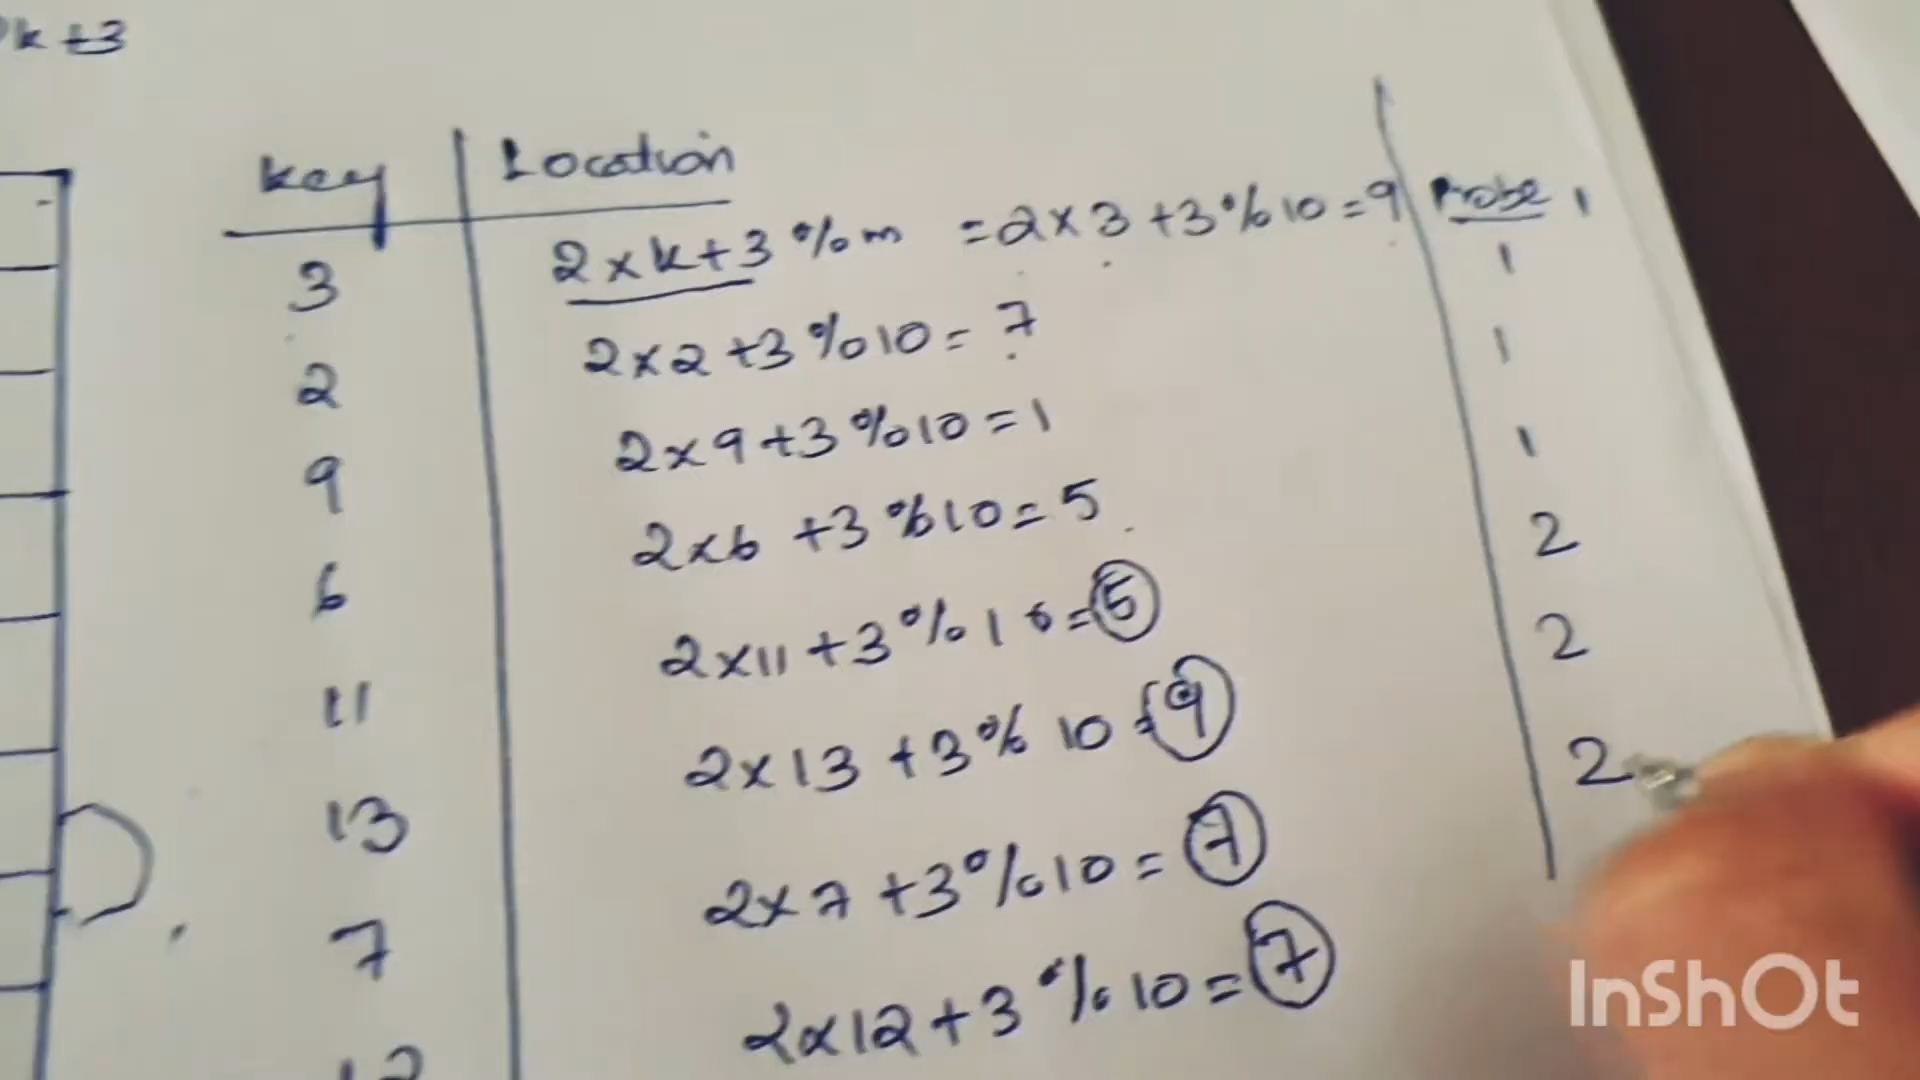 k+3
key Location Probe
3 2×k+3%m =2×3+3%10=9 1
2 2×2+3%10=7 1
9 2×9+3%10=1 1
6 2×6+3%10=5 1
11 2×11+3%10=5 2
13 2×13+3%10=9 2
7 2×7+3%10=7 2
12 2×12+3%10=7
InShOt